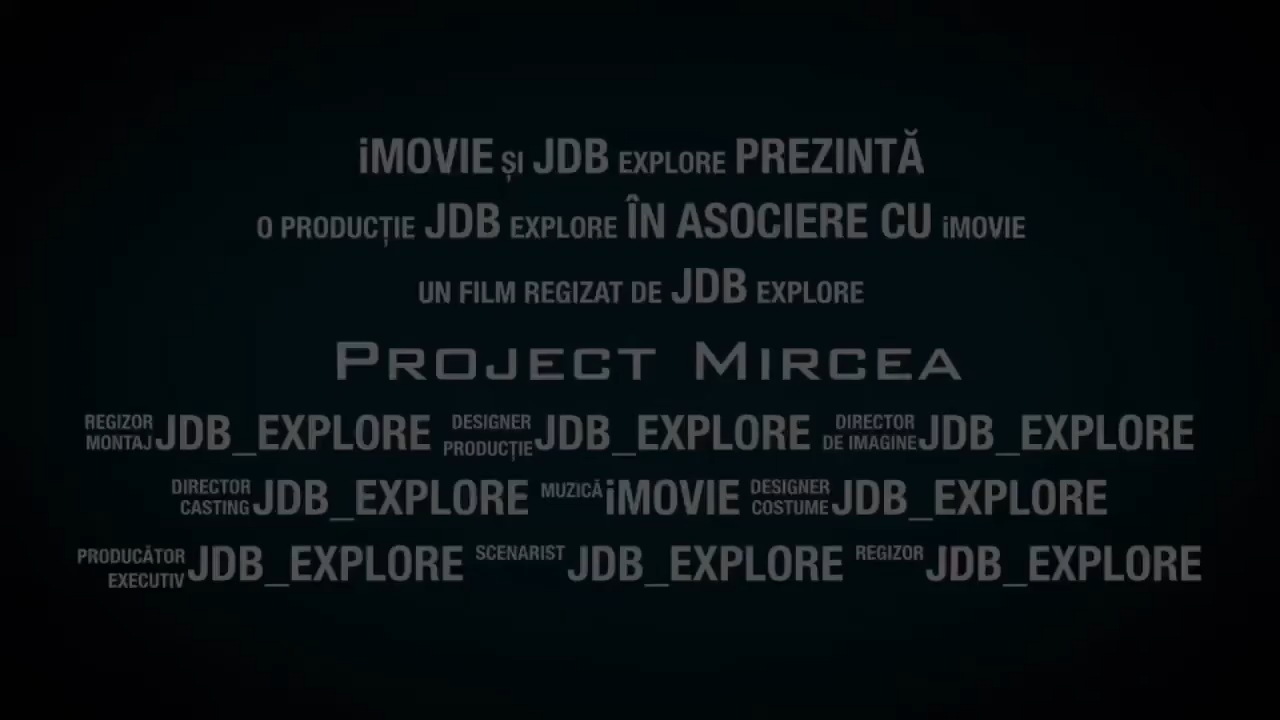 iMOVIE ȘI JDB EXPLORE PREZINTĂ
O PRODUCȚIE JDB EXPLORE ÎN ASOCIERE CU iMOVIE
UN FILM REGIZAT DE JDB EXPLORE
PROJECT MIRCEA
REGIZOR MONTAJ JDB_EXPLORE DESIGNER PRODUCȚIE JDB_EXPLORE DIRECTOR DE IMAGINE JDB_EXPLORE
DIRECTOR CASTING JDB_EXPLORE MUZICĂ iMOVIE DESIGNER COSTUME JDB_EXPLORE
PRODUCĂTOR EXECUTIV JDB_EXPLORE SCENARIST JDB_EXPLORE REGIZOR JDB_EXPLORE